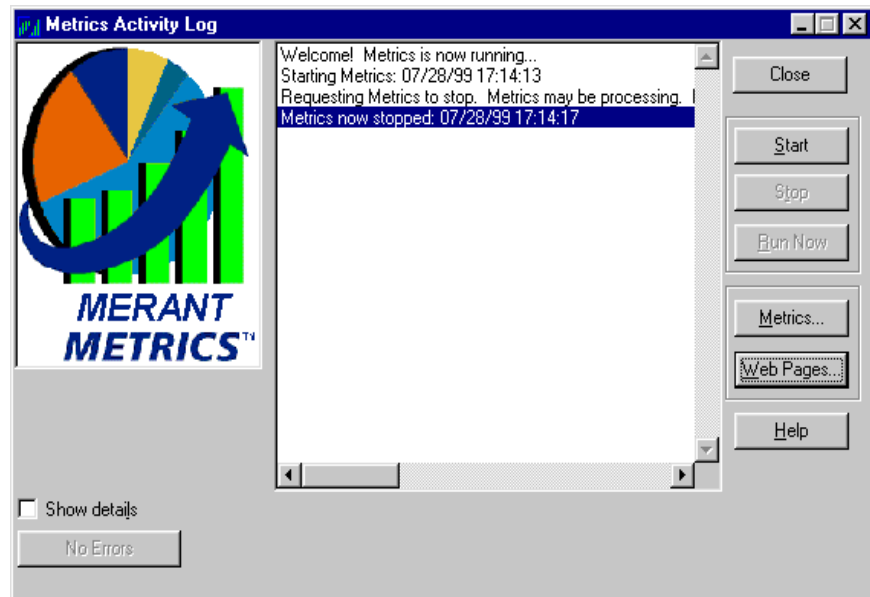 Metrics Activity Log
Welcome!  Metrics is now running...
Starting Metrics: 07/28/99 17:14:13
Requesting Metrics to stop.  Metrics may be processing.
Metrics now stopped: 07/28/99 17:14:17
MERANT
METRICS™
Close
Start
Stop
Run Now
Metrics...
Web Pages...
Help
Show details
No Errors